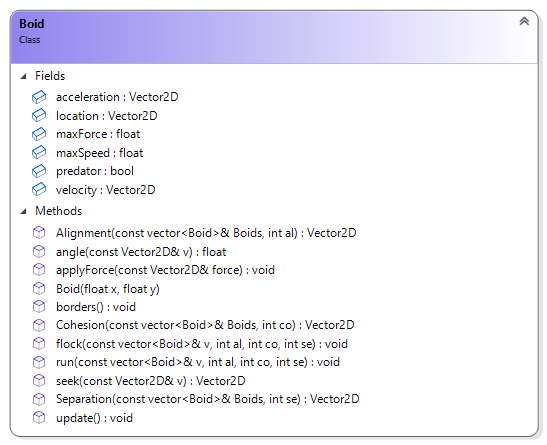 Boid
Class
Fields
acceleration : Vector2D
location : Vector2D
maxForce : float
maxSpeed : float
predator : bool
velocity : Vector2D
Methods
Alignment(const vector<Boid>& Boids, int al) : Vector2D
angle(const Vector2D& v) : float
applyForce(const Vector2D& force) : void
Boid(float x, float y)
borders() : void
Cohesion(const vector<Boid>& Boids, int co) : Vector2D
flock(const vector<Boid>& v, int al, int co, int se) : void
run(const vector<Boid>& v, int al, int co, int se) : void
seek(const Vector2D& v) : Vector2D
Separation(const vector<Boid>& Boids, int se) : Vector2D
update() : void